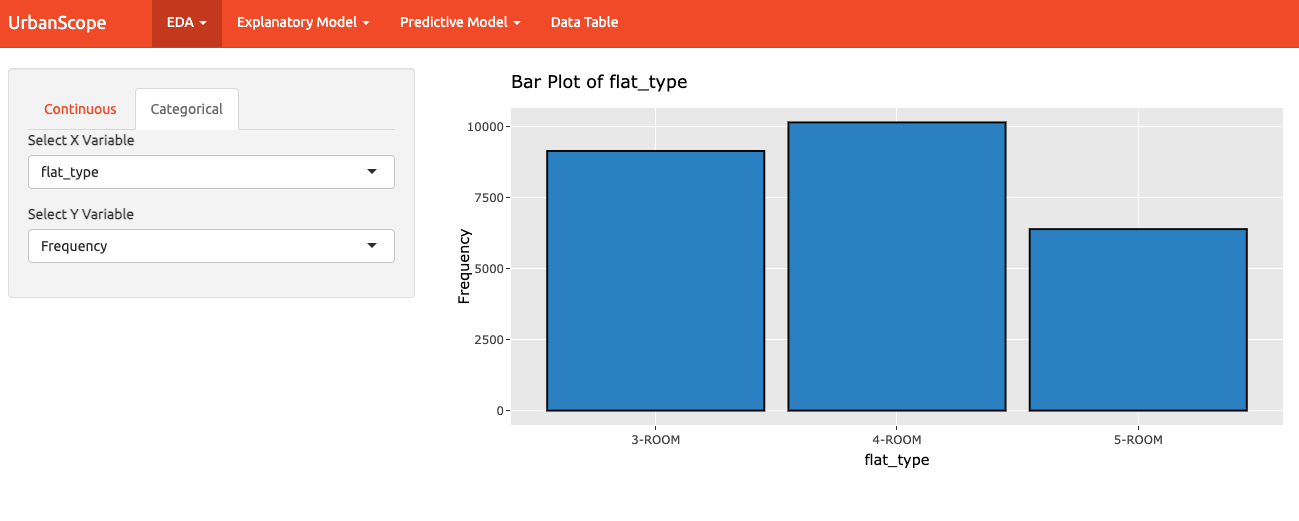 UrbanScope EDA Explanatory Model Predictive Model Data Table
Continuous Categorical
Select X Variable
flat_type
Select Y Variable
Frequency
Bar Plot of flat_type
Frequency
10000
7500
5000
2500
0
3-ROOM 4-ROOM 5-ROOM
flat_type